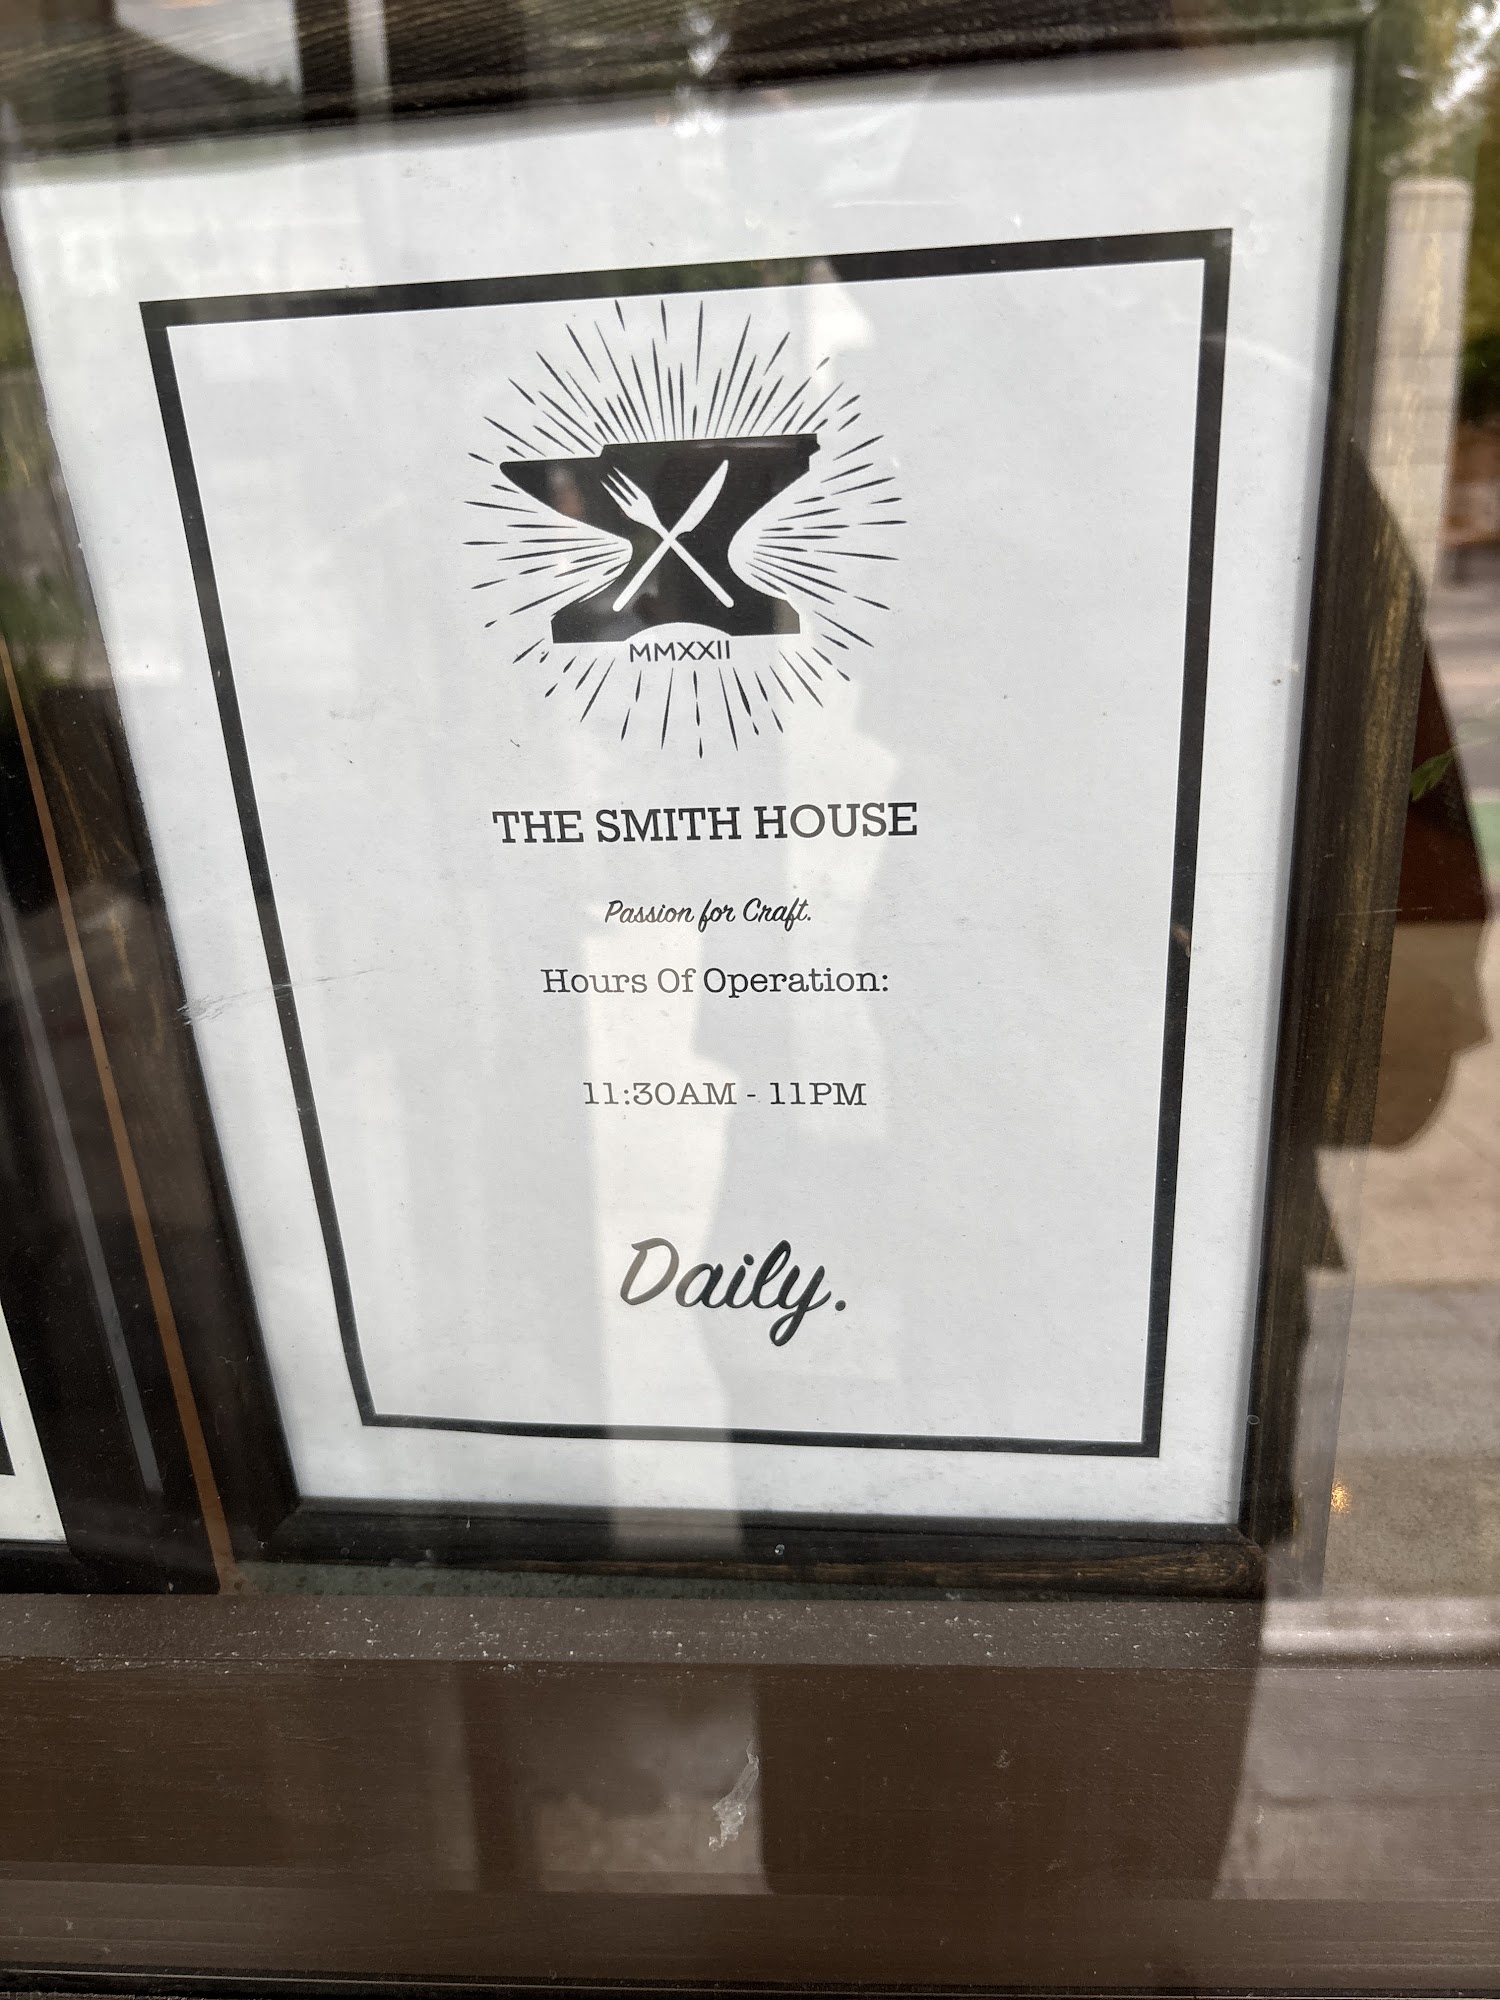 MMXXII
THE SMITH HOUSE
Passion for Craft.
Hours Of Operation:
11:30AM - 11PM
Daily.